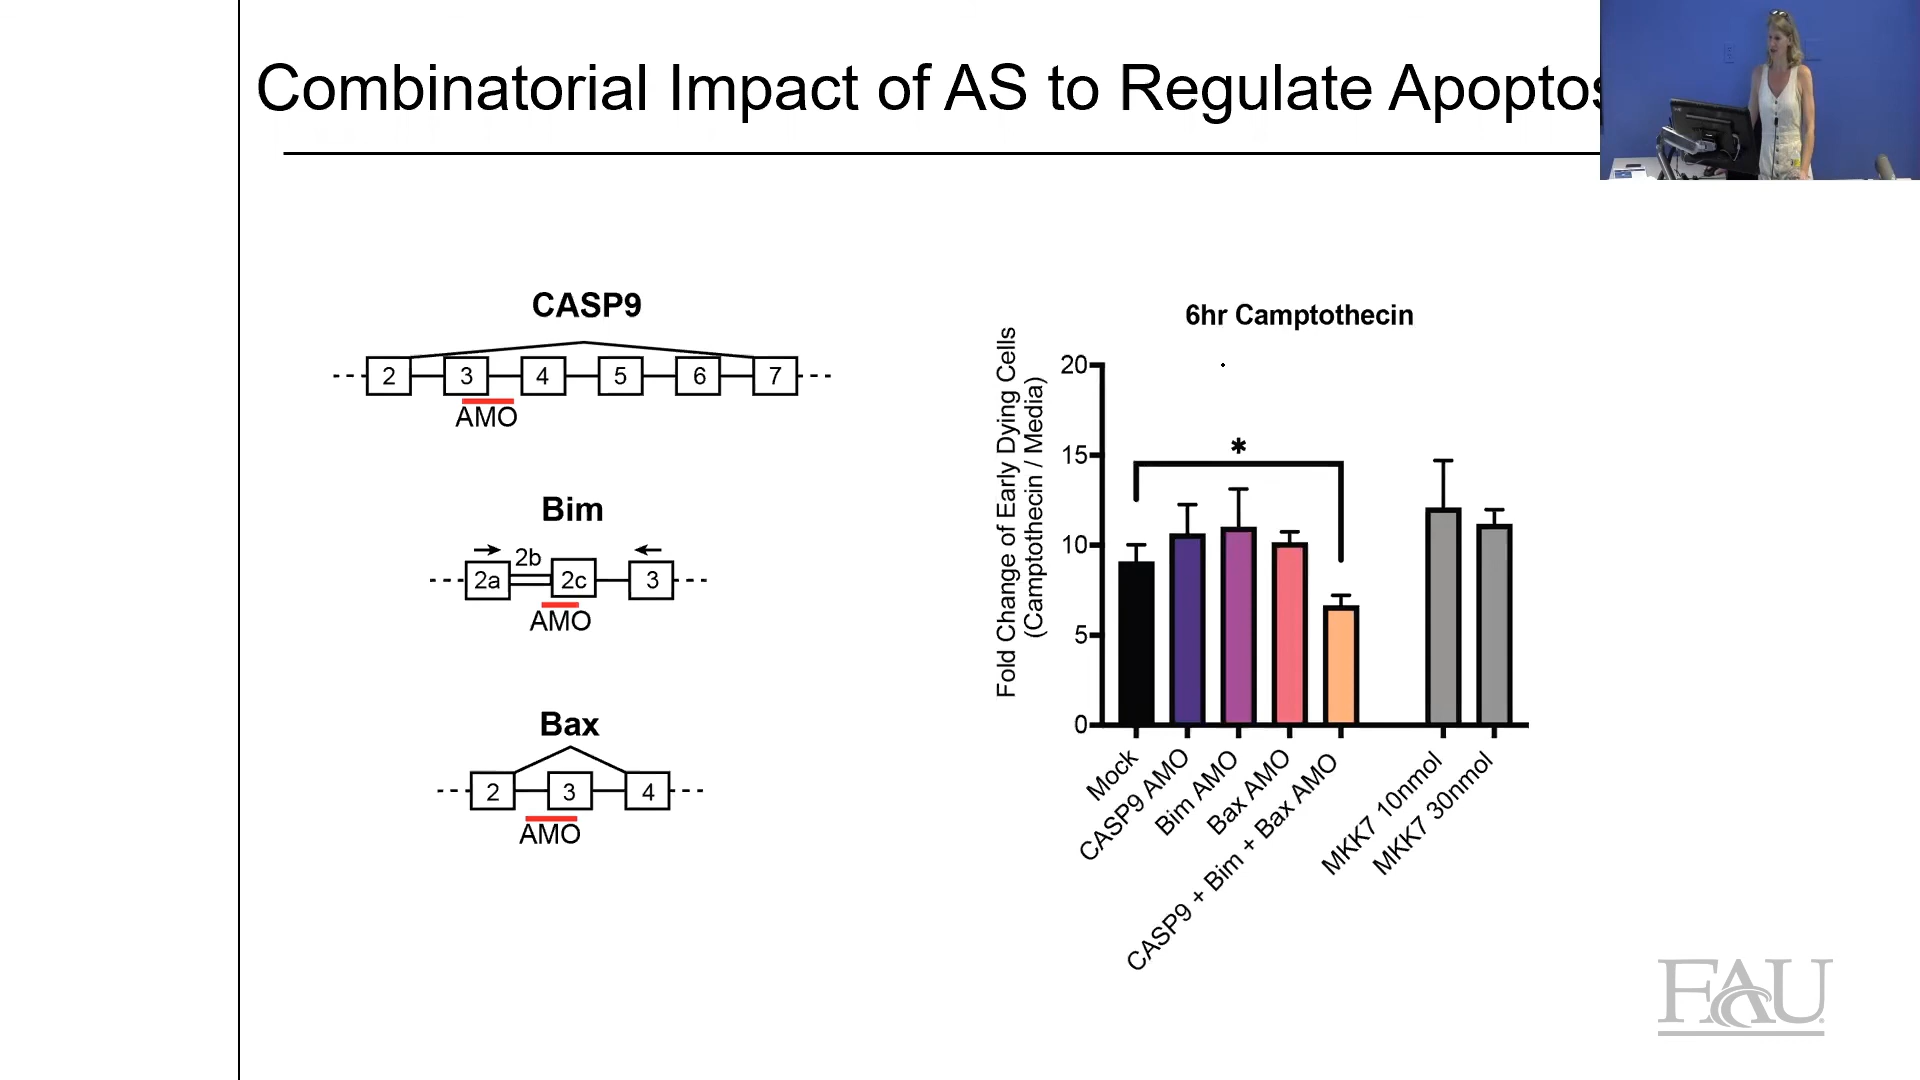 Combinatorial Impact of AS to Regulate
CASP9
2 3 4 5 6 7
AMO
Bim
2b
2a 2c 3
AMO
Bax
2 3 4
AMO
6hr Camptothecin
Fold Change of Early Dying Cells
(Camptothecin / Media)
20
15
10
5
0
*
Mock
CASP9 AMO
Bim AMO
Bax AMO
CASP9 + Bim + Bax AMO
MKK7 10nmol
MKK7 30nmol
FAU